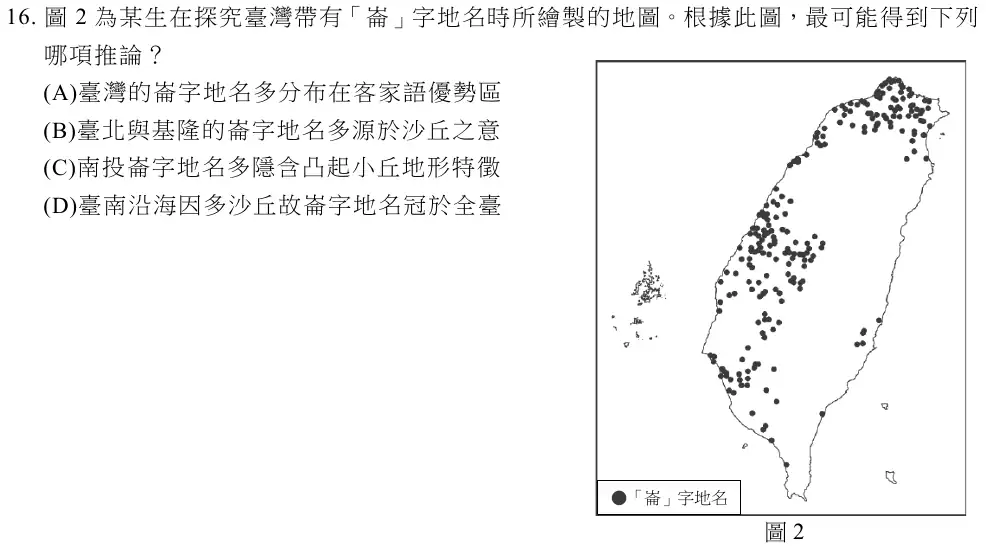 16. 圖 2 為某生在探究臺灣帶有「崙」字地名時所繪製的地圖。根據此圖，最可能得到下列
哪項推論？
(A)臺灣的崙字地名多分布在客家語優勢區
(B)臺北與基隆的崙字地名多源於沙丘之意
(C)南投崙字地名多隱含凸起小丘地形特徵
(D)臺南沿海因多沙丘故崙字地名冠於全臺
●「崙」字地名
圖 2